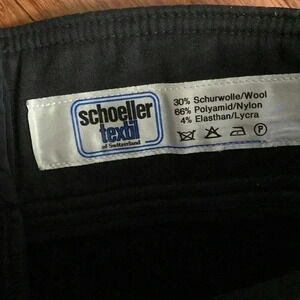 schoeller
textil
of Switzerland
30% Schurwolle/Wool
66% Polyamid/Nylon
4% Elasthan/Lycra
P